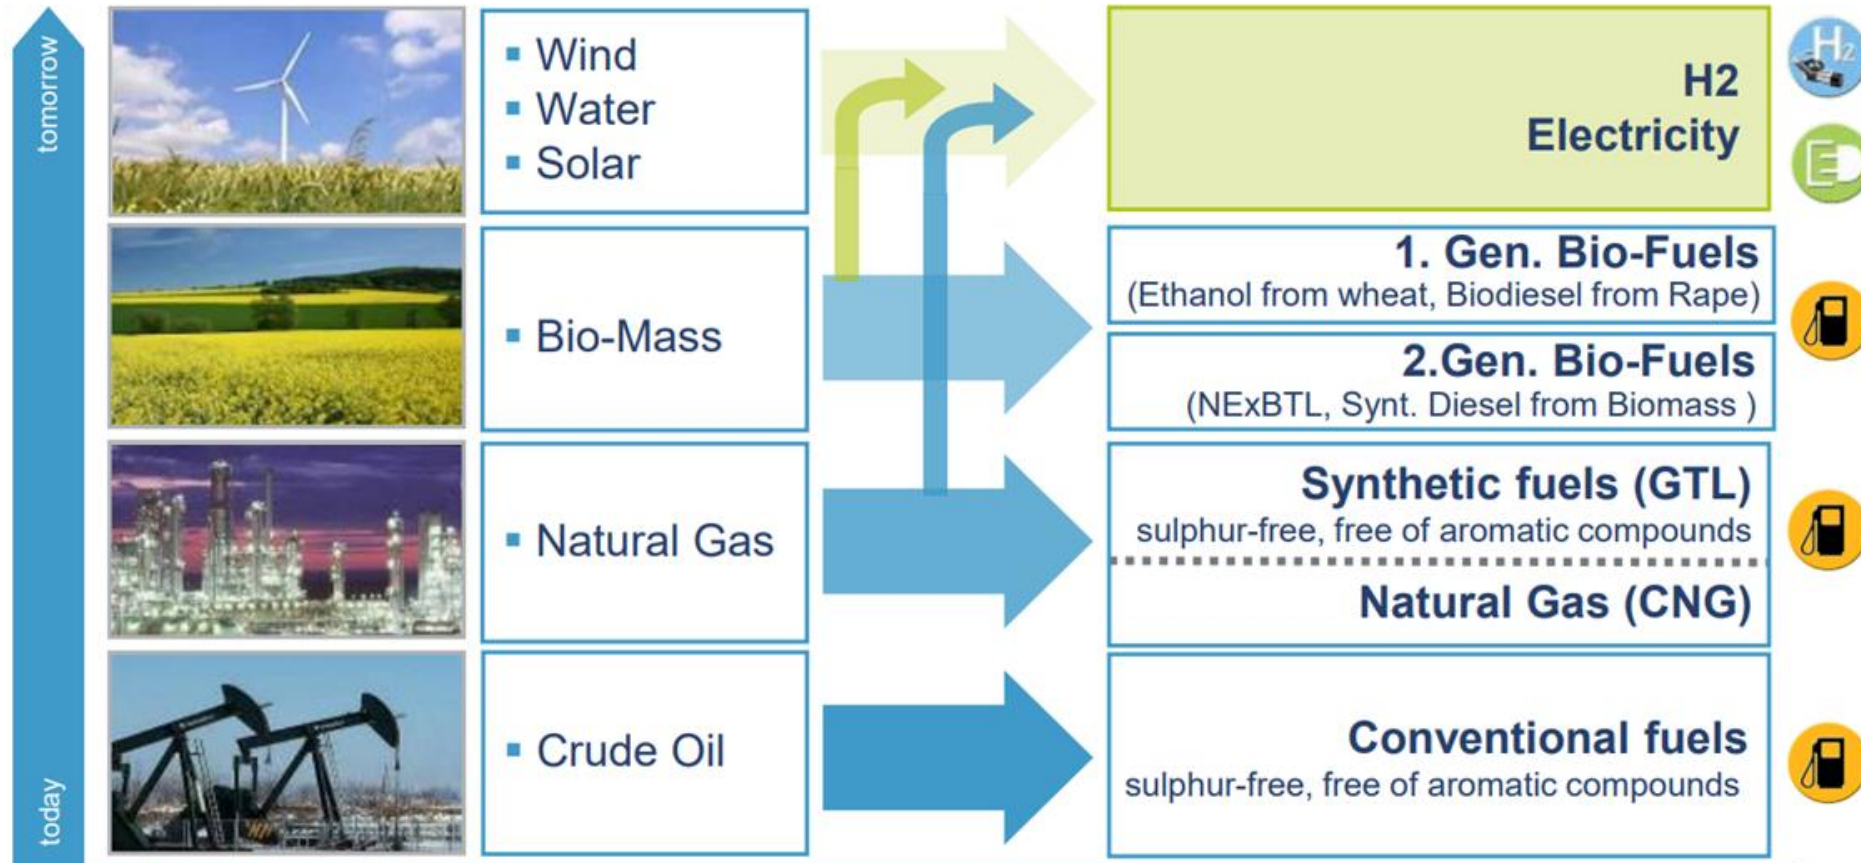 tomorrow
Wind
Water
Solar
H2
Electricity
H2
Bio-Mass
1. Gen. Bio-Fuels
(Ethanol from wheat, Biodiesel from Rape)
2.Gen. Bio-Fuels
(NExBTL, Synt. Diesel from Biomass )
Natural Gas
Synthetic fuels (GTL)
sulphur-free, free of aromatic compounds
Natural Gas (CNG)
Crude Oil
Conventional fuels
sulphur-free, free of aromatic compounds
today